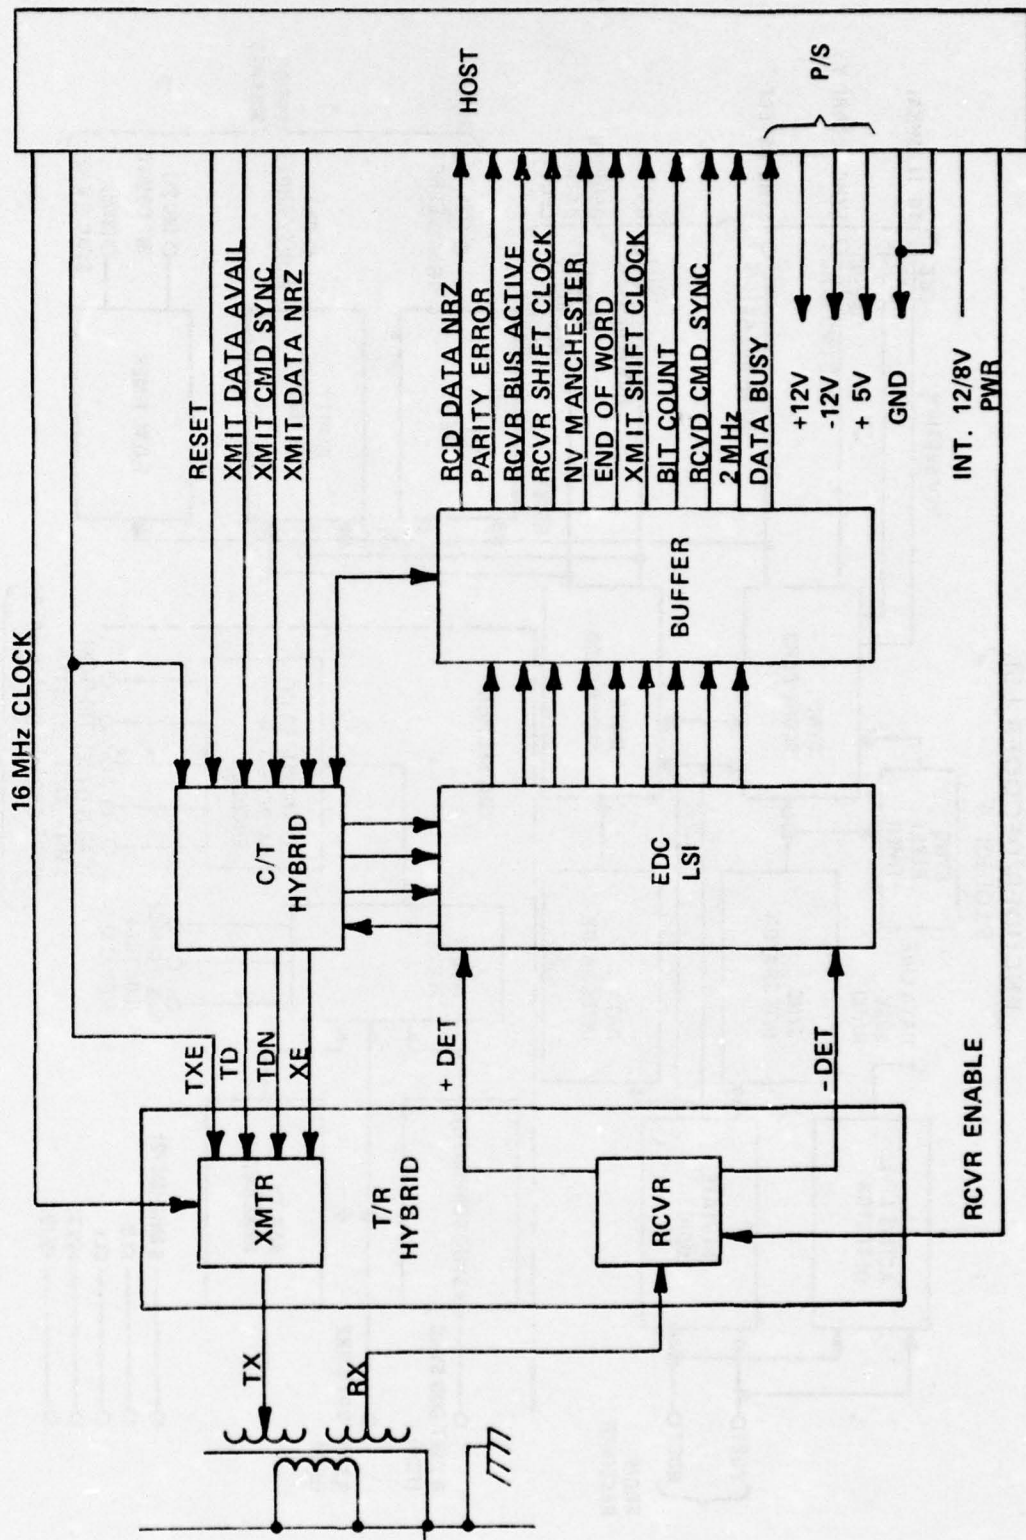 16 MHz CLOCK
HOST
P/S
RESET
XMIT DATA AVAIL
XMIT CMD SYNC
XMIT DATA NRZ
RCD DATA NRZ
PARITY ERROR
RCVR BUS ACTIVE
RCVR SHIFT CLOCK
NV MANCHESTER
END OF WORD
XMIT SHIFT CLOCK
BIT COUNT
RCVD CMD SYNC
2 MHz
DATA BUSY
+12V
-12V
+ 5V
GND
INT. 12/8V
PWR
BUFFER
C/T
HYBRID
EDC
LSI
TXE
TD
TDN
XE
+ DET
- DET
XMTR
T/R
HYBRID
RCVR
RCVR ENABLE
TX
RX